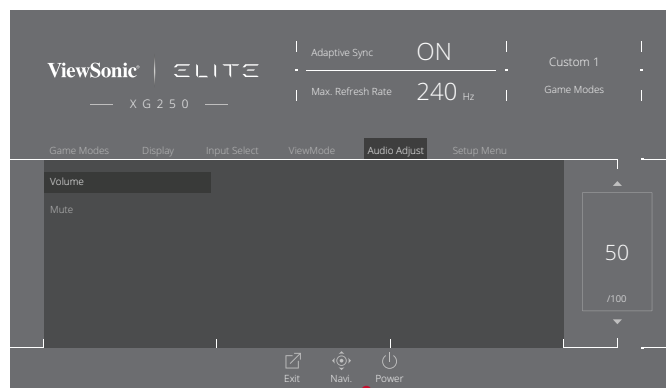 ViewSonic® ELITE
XG250
Adaptive Sync ON
Max. Refresh Rate 240 Hz
Custom 1
Game Modes
Game Modes Display Input Select ViewMode Audio Adjust Setup Menu
Volume
Mute
50
/100
Exit Navi. Power